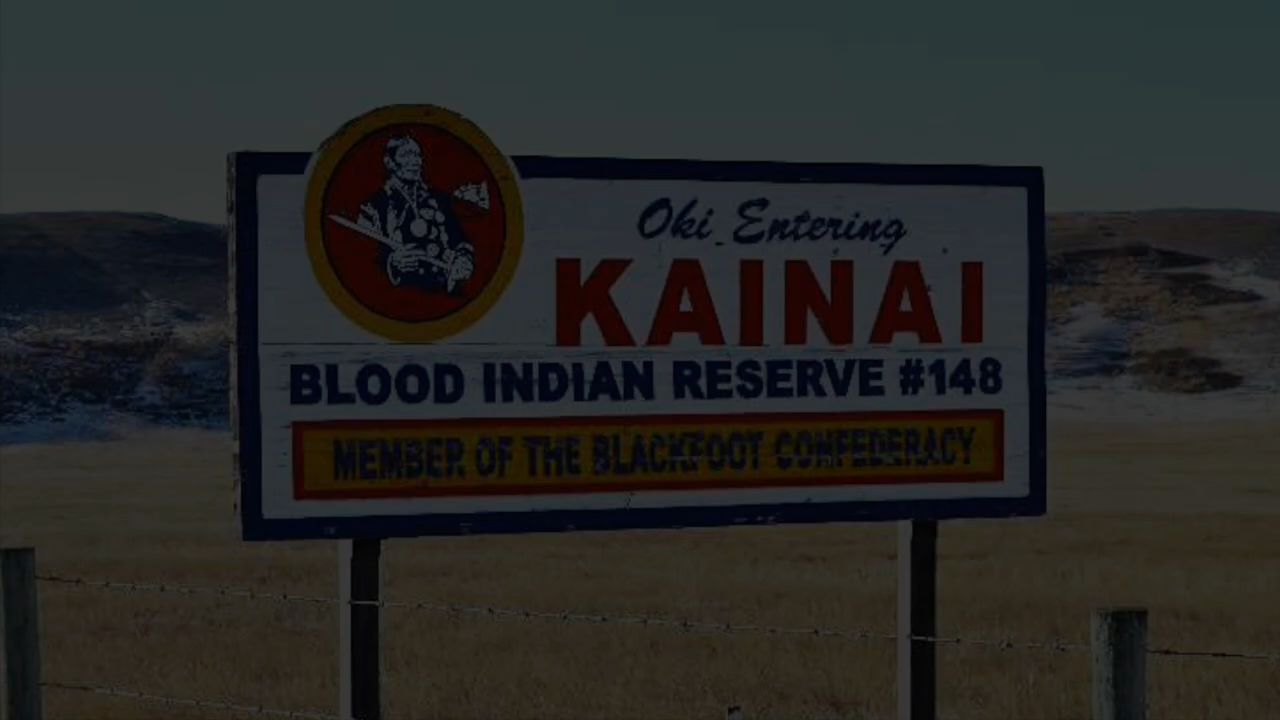 Oki Entering
KAINAI
BLOOD INDIAN RESERVE #148
MEMBER OF THE BLACKFOOT CONFEDERACY